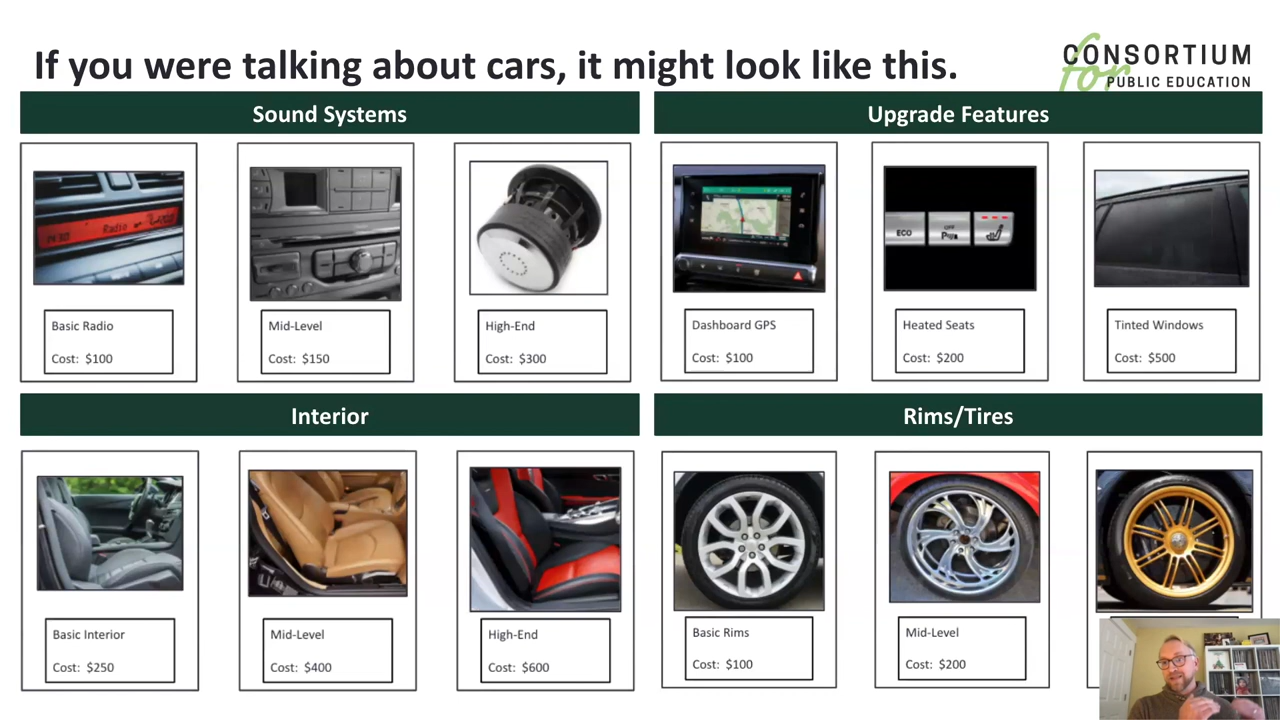 If you were talking about cars, it might look like this.
CONSORTIUM
for
PUBLIC EDUCATION
Sound Systems
Basic Radio
Cost: $100
Mid-Level
Cost: $150
High-End
Cost: $300
Upgrade Features
Dashboard GPS
Cost: $100
ECO
OFF
Heated Seats
Cost: $200
Tinted Windows
Cost: $500
Interior
Basic Interior
Cost: $250
Mid-Level
Cost: $400
High-End
Cost: $600
Rims/Tires
Basic Rims
Cost: $100
Mid-Level
Cost: $200